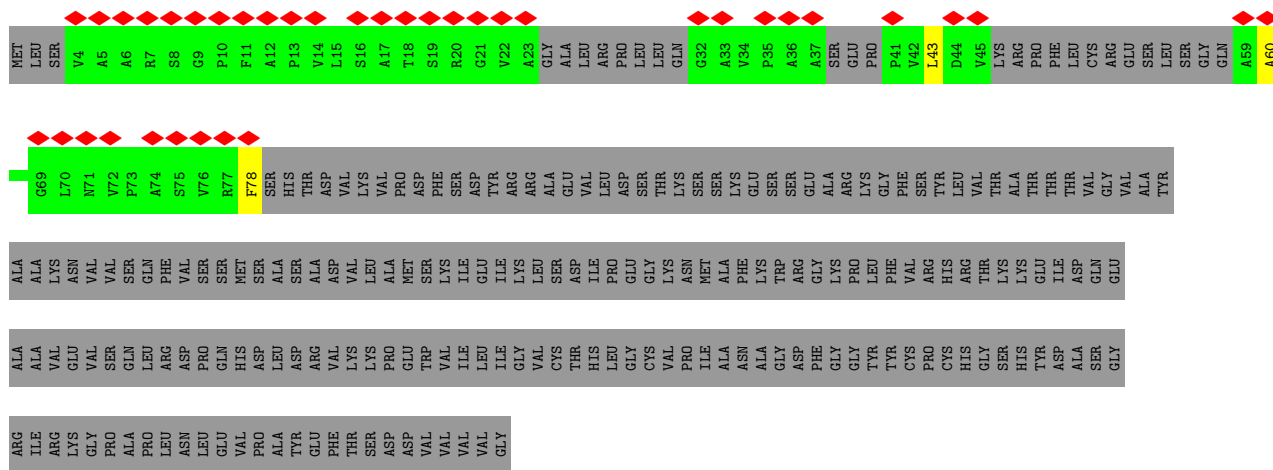 MET LEU SER V4 A5 A6 R7 S8 G9 P10 F11 A12 P13 V14 L15 S16 A17 T18 S19 R20 G21 V22 A23 GLY ALA LEU ARG PRO LEU LEU GLN G32 A33 V34 P35 A36 A37 SER GLU PRO P41 V42 L43 D44 V45 LYS ARG PRO PHE LEU CYS ARG GLU SER LEU SER GLY GLN A59 A60
G69 L70 N71 V72 P73 A74 S75 V76 R77 F78 SER HIS THR ASP VAL LYS VAL PRO ASP PHE SER ASP TYR ARG ARG ALA GLU VAL LEU ASP SER THR LYS SER SER LYS GLU SER SER GLU ALA ARG LYS GLY PHE SER TYR LEU VAL THR ALA THR THR THR VAL GLY VAL ALA TYR
ALA ALA LYS ASN VAL VAL SER GLN PHE VAL SER SER MET SER ALA SER ALA ASP VAL LEU ALA MET SER LYS ILE GLU ILE LYS LEU SER ASP ILE PRO GLU GLY LYS ASN MET ALA PHE LYS TRP ARG GLY LYS PRO LEU PHE VAL ARG HIS ARG THR LYS LYS GLU ILE ASP GLN GLU
ALA ALA VAL GLU VAL SER GLN LEU ARG ASP PRO GLN HIS ASP LEU ASP ARG VAL LYS LYS PRO GLU TRP VAL ILE LEU ILE GLY VAL CYS THR HIS LEU GLY CYS VAL PRO ILE ALA ASN ALA GLY ASP PHE GLY GLY TYR TYR CYS PRO CYS HIS GLY SER HIS TYR ASP ALA SER GLY
ARG ILE ARG LYS GLY PRO ALA PRO LEU ASN LEU GLU VAL PRO ALA TYR GLU PHE THR SER ASP ASP VAL VAL VAL VAL GLY